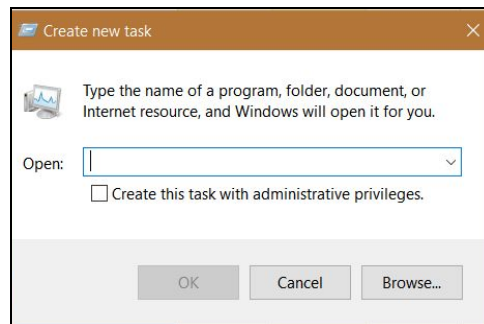 Create new task
Type the name of a program, folder, document, or
Internet resource, and Windows will open it for you.
Open:
Create this task with administrative privileges.
OK Cancel Browse...